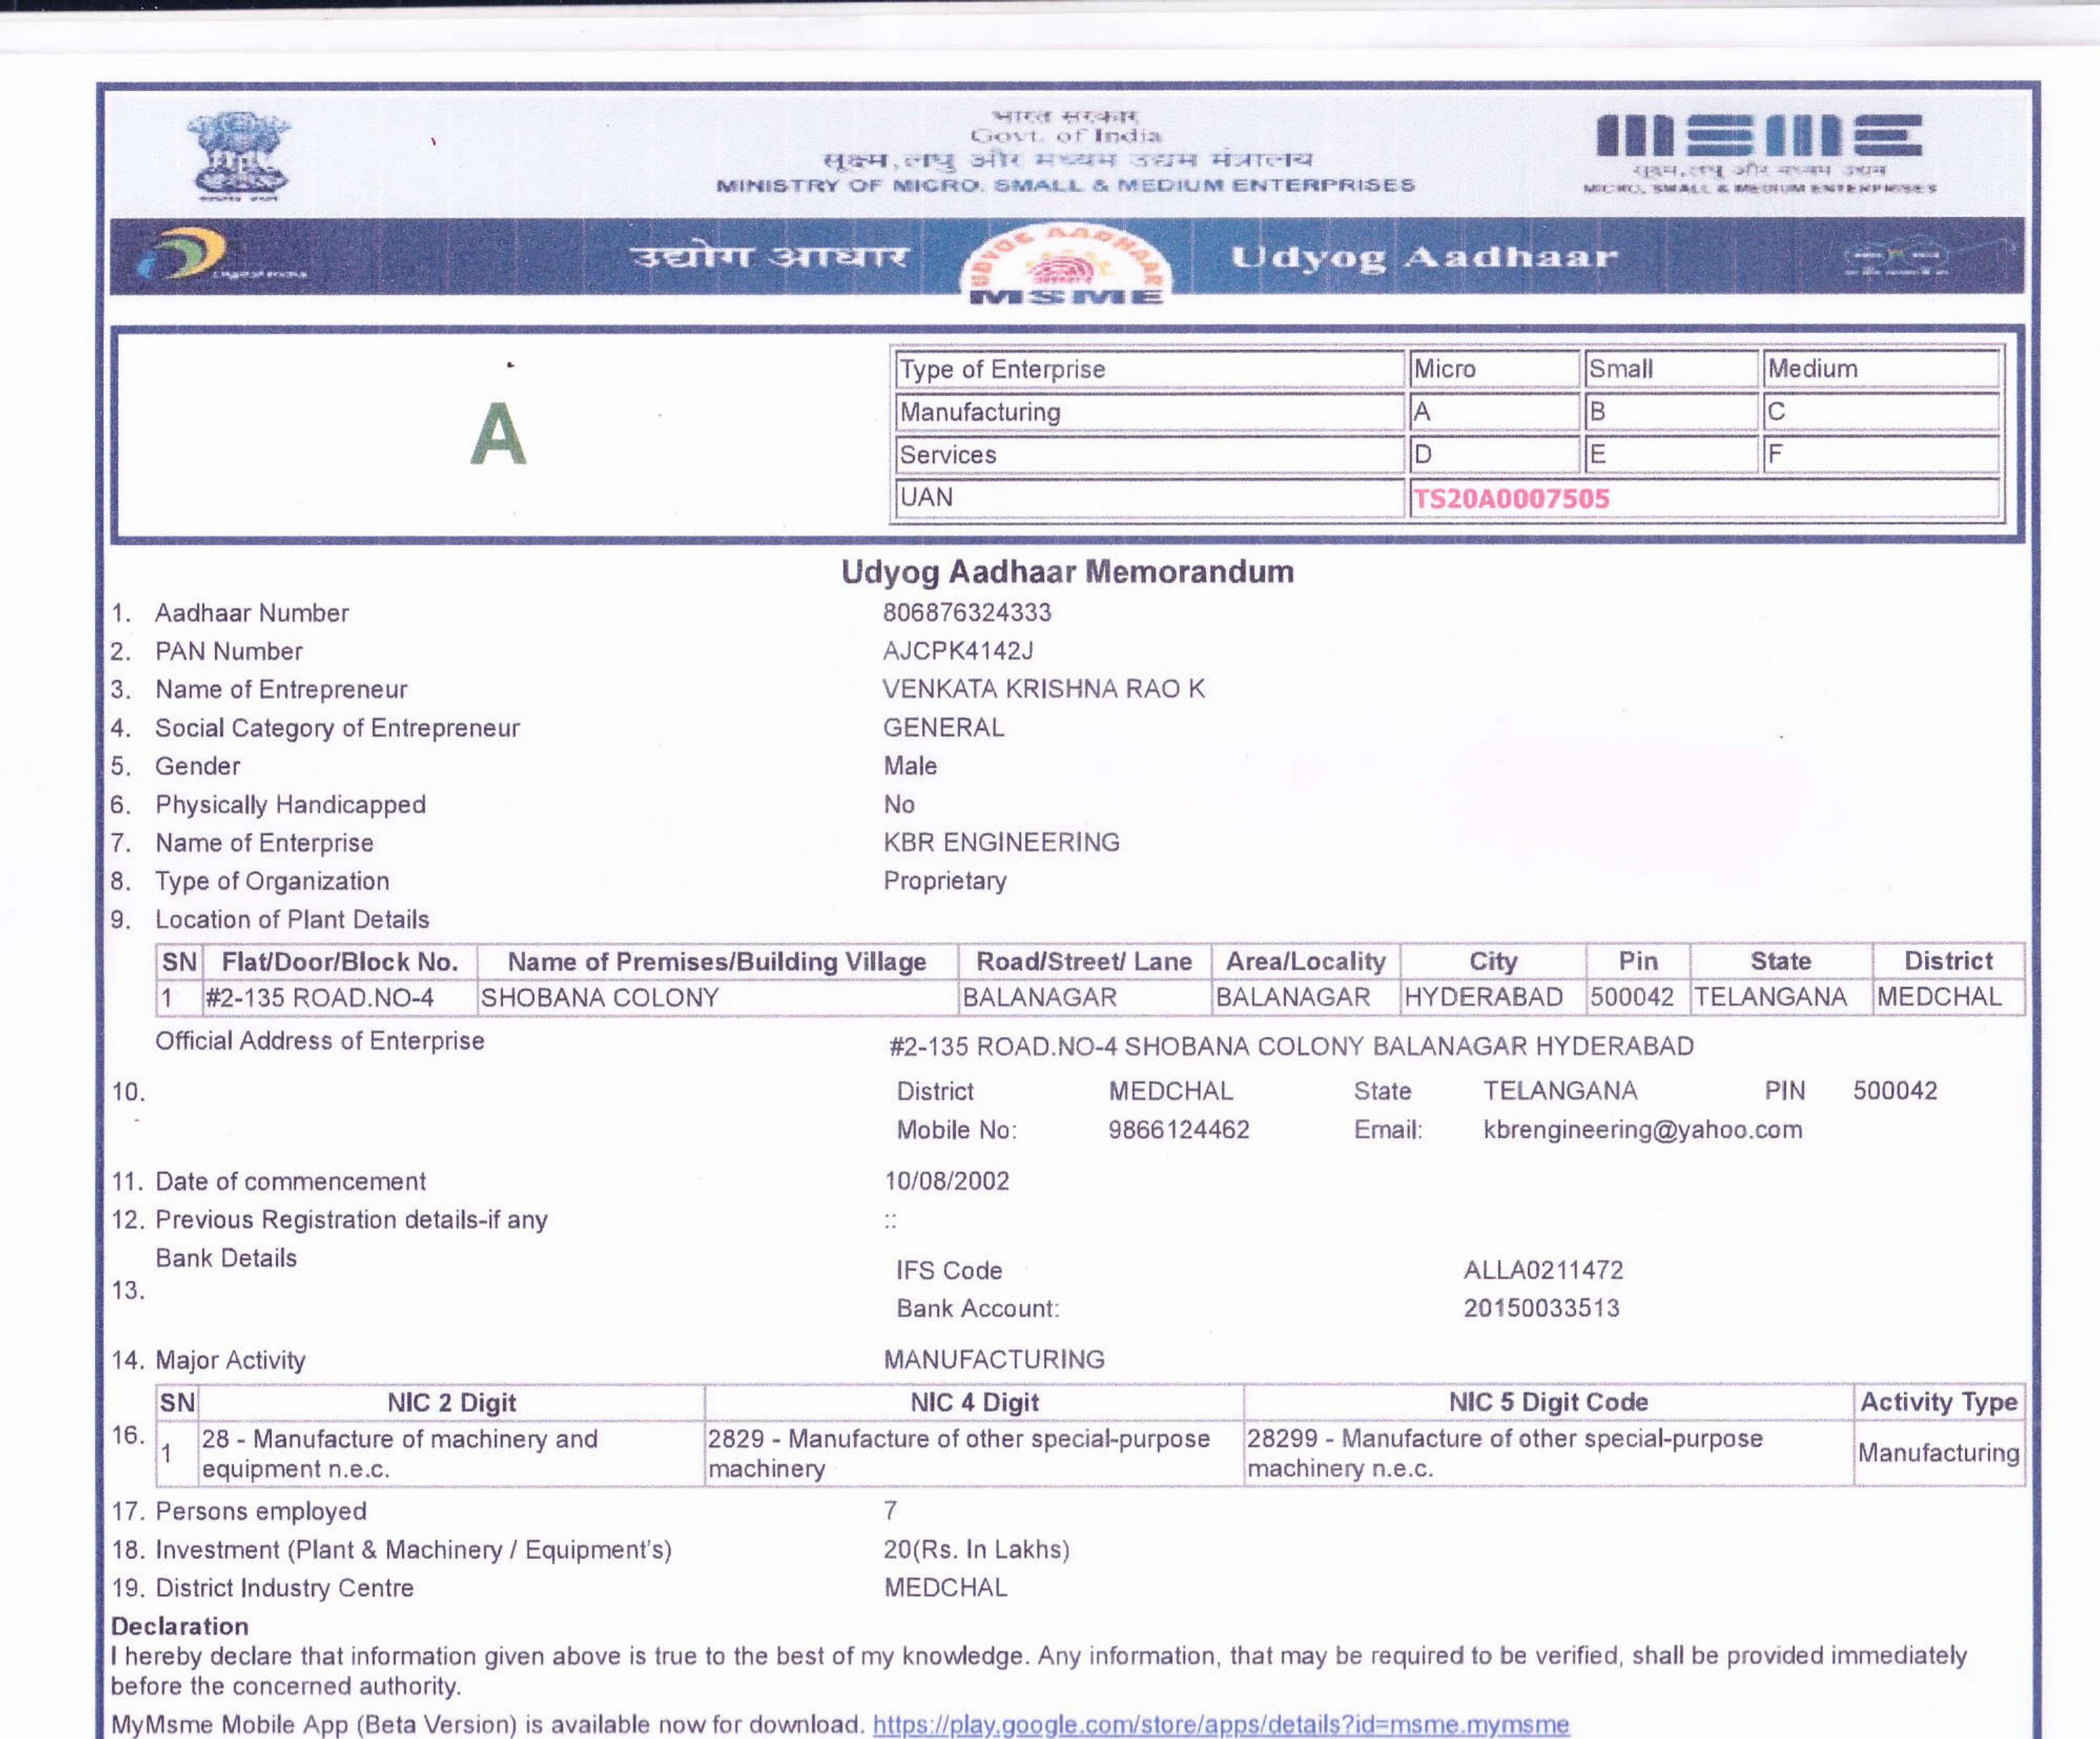 भारत सरकार
Govt. of India
सूक्ष्म, लघु और मध्यम उद्यम मंत्रालय
MINISTRY OF MICRO, SMALL & MEDIUM ENTERPRISES
MSME
सूक्ष्म, लघु और मध्यम उद्यम
MICRO, SMALL & MEDIUM ENTERPRISES
उद्योग आधार
UDYOG AADHAAR
MSME
Udyog Aadhaar
A
Type of Enterprise Micro Small Medium
Manufacturing A B C
Services D E F
UAN TS20A0007505
Udyog Aadhaar Memorandum
1. Aadhaar Number 806876324333
2. PAN Number AJCPK4142J
3. Name of Entrepreneur VENKATA KRISHNA RAO K
4. Social Category of Entrepreneur GENERAL
5. Gender Male
6. Physically Handicapped No
7. Name of Enterprise KBR ENGINEERING
8. Type of Organization Proprietary
9. Location of Plant Details
SN Flat/Door/Block No. Name of Premises/Building Village Road/Street/ Lane Area/Locality City Pin State District
1 #2-135 ROAD.NO-4 SHOBANA COLONY BALANAGAR BALANAGAR HYDERABAD 500042 TELANGANA MEDCHAL
Official Address of Enterprise #2-135 ROAD.NO-4 SHOBANA COLONY BALANAGAR HYDERABAD
10. District MEDCHAL State TELANGANA PIN 500042
Mobile No: 9866124462 Email: kbrengineering@yahoo.com
11. Date of commencement 10/08/2002
12. Previous Registration details-if any ::
Bank Details IFS Code ALLA0211472
13. Bank Account: 20150033513
14. Major Activity MANUFACTURING
SN NIC 2 Digit NIC 4 Digit NIC 5 Digit Code Activity Type
16. 1 28 - Manufacture of machinery and 2829 - Manufacture of other special-purpose 28299 - Manufacture of other special-purpose Manufacturing
equipment n.e.c. machinery machinery n.e.c.
17. Persons employed 7
18. Investment (Plant & Machinery / Equipment's) 20(Rs. In Lakhs)
19. District Industry Centre MEDCHAL
Declaration
I hereby declare that information given above is true to the best of my knowledge. Any information, that may be required to be verified, shall be provided immediately
before the concerned authority.
MyMsme Mobile App (Beta Version) is available now for download. https://play.google.com/store/apps/details?id=msme.mymsme